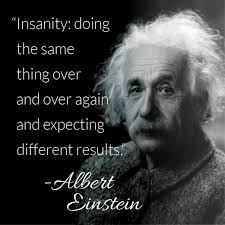 “Insanity: doing
the same
thing over
and over again
and expecting
different results.”
-Albert
Einstein